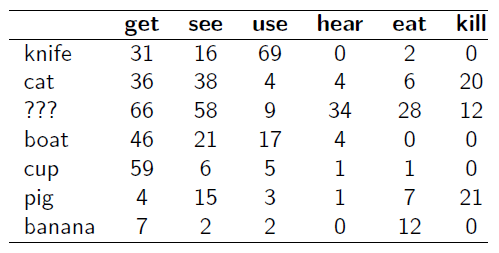 get see use hear eat kill
knife 31 16 69 0 2 0
cat 36 38 4 4 6 20
??? 66 58 9 34 28 12
boat 46 21 17 4 0 0
cup 59 6 5 1 1 0
pig 4 15 3 1 7 21
banana 7 2 2 0 12 0